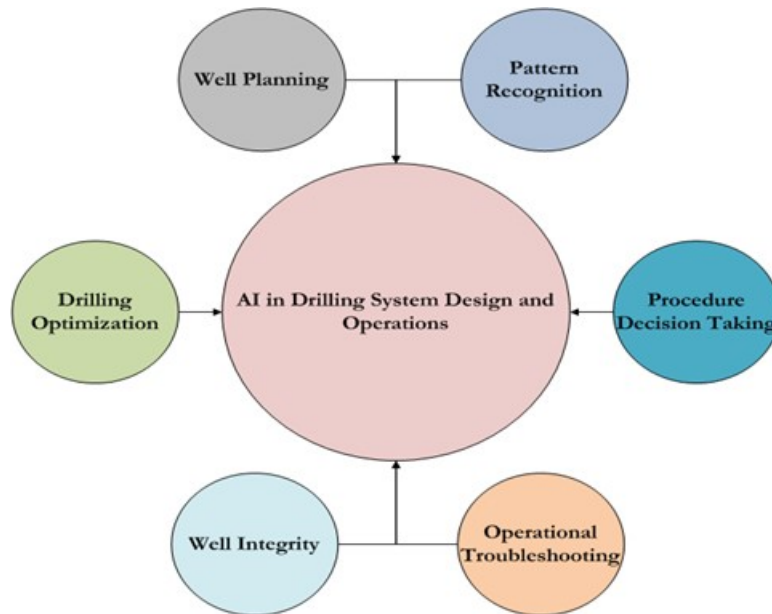 Well Planning
Pattern
Recognition
Drilling
Optimization
AI in Drilling System Design and
Operations
Procedure
Decision Taking
Well Integrity
Operational
Troubleshooting